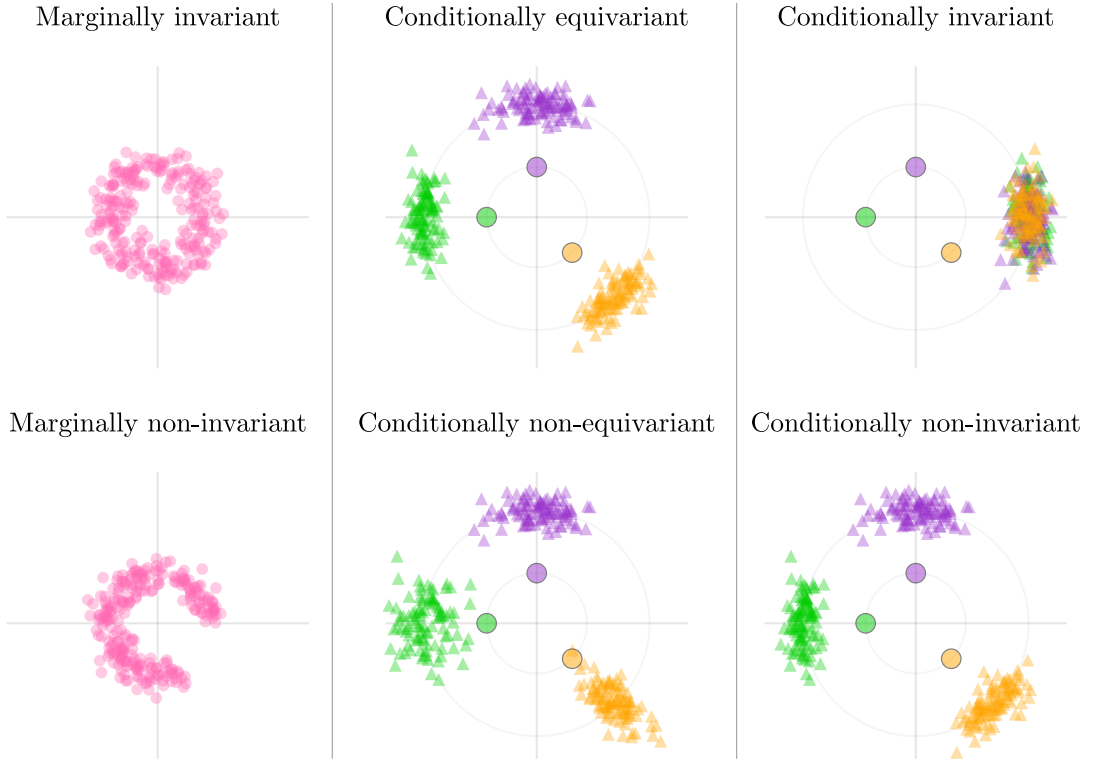 Marginally invariant
Conditionally equivariant
Conditionally invariant
Marginally non-invariant
Conditionally non-equivariant
Conditionally non-invariant